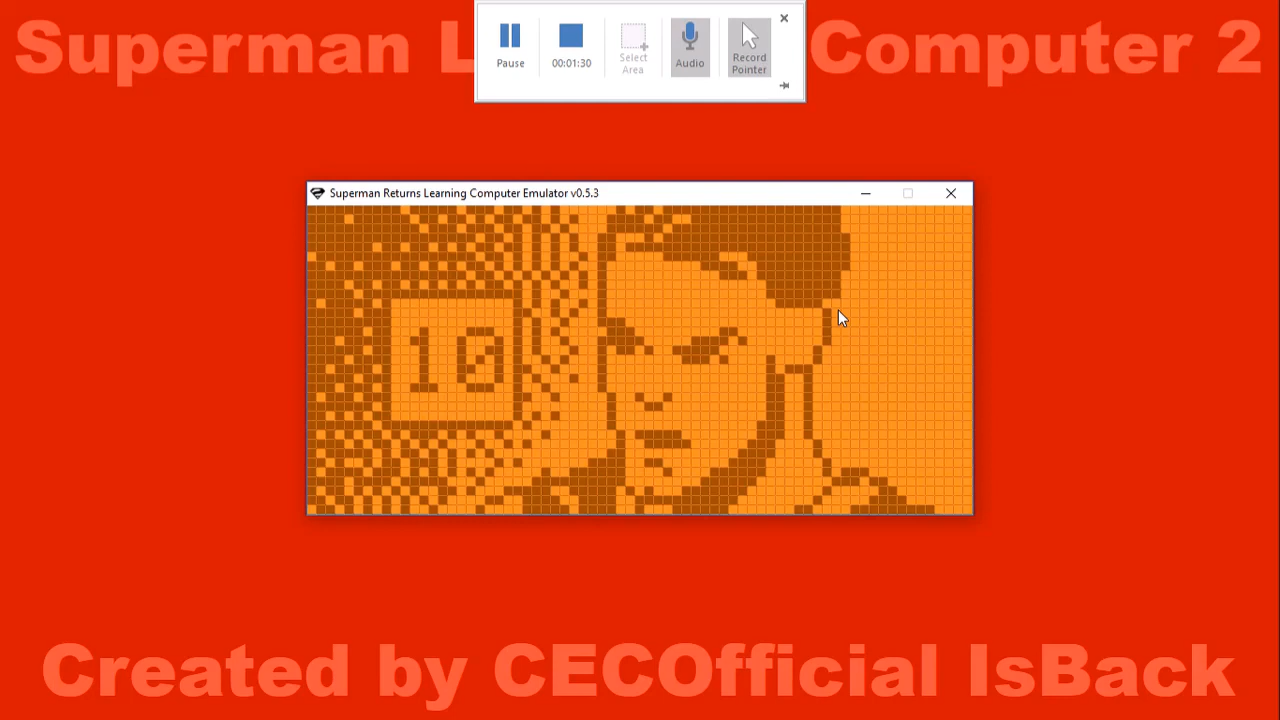 Superman L Computer 2
Pause
00:01:30
Select
Area
Audio
Record
Pointer
Superman Returns Learning Computer Emulator v0.5.3
10
Created by CECOfficial IsBack